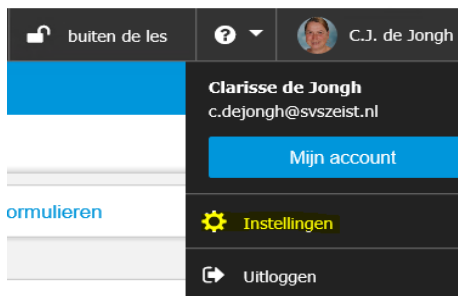 buiten de les
C.J. de Jongh
Clarisse de Jongh
c.dejongh@svszeist.nl
Mijn account
ormulieren
Instellingen
Uitloggen